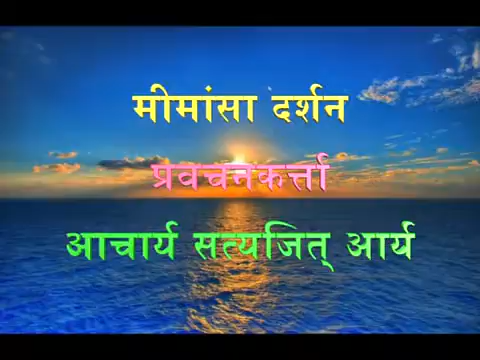 मीमांसा दर्शन
प्रवचनकर्त्ता
आचार्य सत्यजित् आर्य